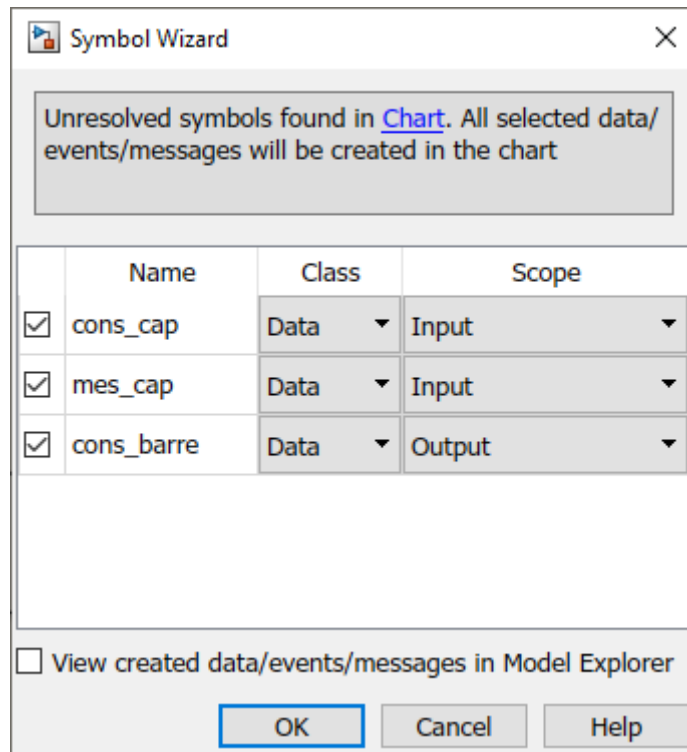 Symbol Wizard
Unresolved symbols found in Chart. All selected data/
events/messages will be created in the chart
Name Class Scope
cons_cap Data Input
mes_cap Data Input
cons_barre Data Output
View created data/events/messages in Model Explorer
OK Cancel Help